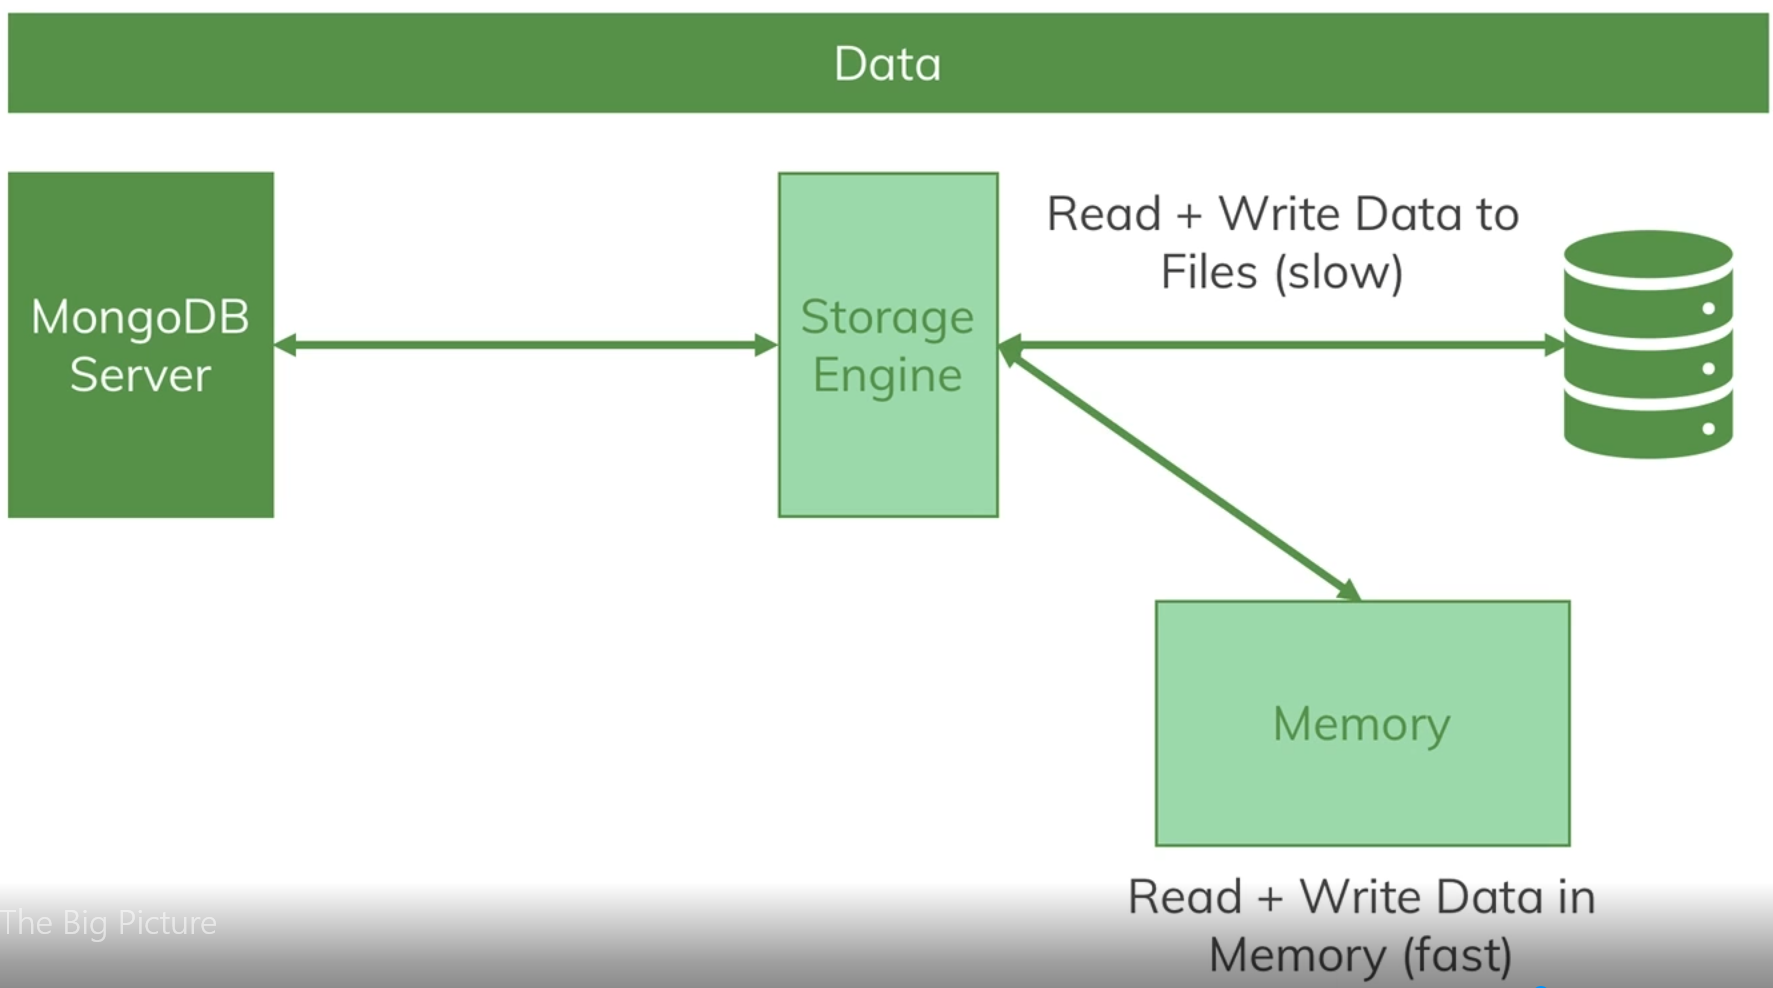 Data
MongoDB
Server
Storage
Engine
Read + Write Data to
Files (slow)
Memory
Read + Write Data in
Memory (fast)
The Big Picture